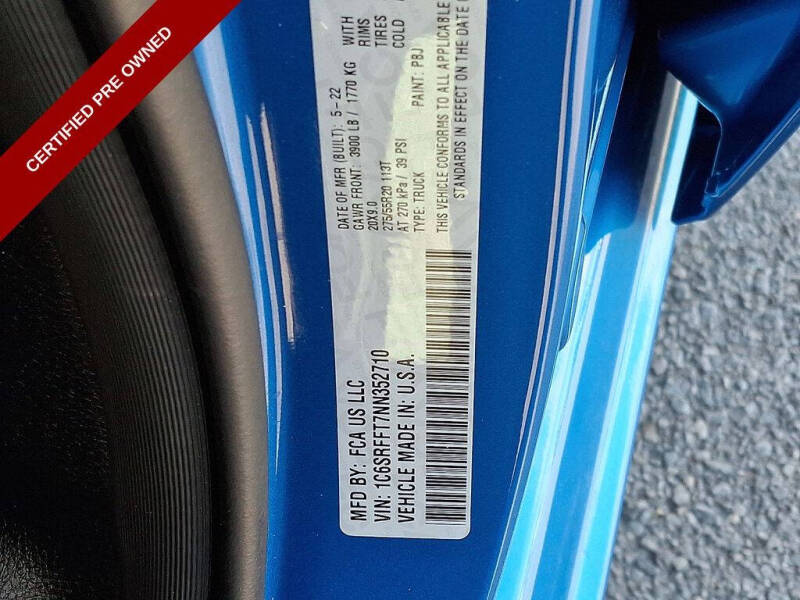 CERTIFIED PRE OWNED
MFD BY: FCA US LLC
DATE OF MFR (BUILT): 5-22
GAWR FRONT: 3900 LB / 1770 KG WITH
20X9.0 RIMS
275/55R20 113T TIRES
AT 270 kPa / 39 PSI COLD
TYPE: TRUCK PAINT: PBJ
VIN: 1C6SRFFT7NN352710
VEHICLE MADE IN: U.S.A.
THIS VEHICLE CONFORMS TO ALL APPLICABLE
STANDARDS IN EFFECT ON THE DATE